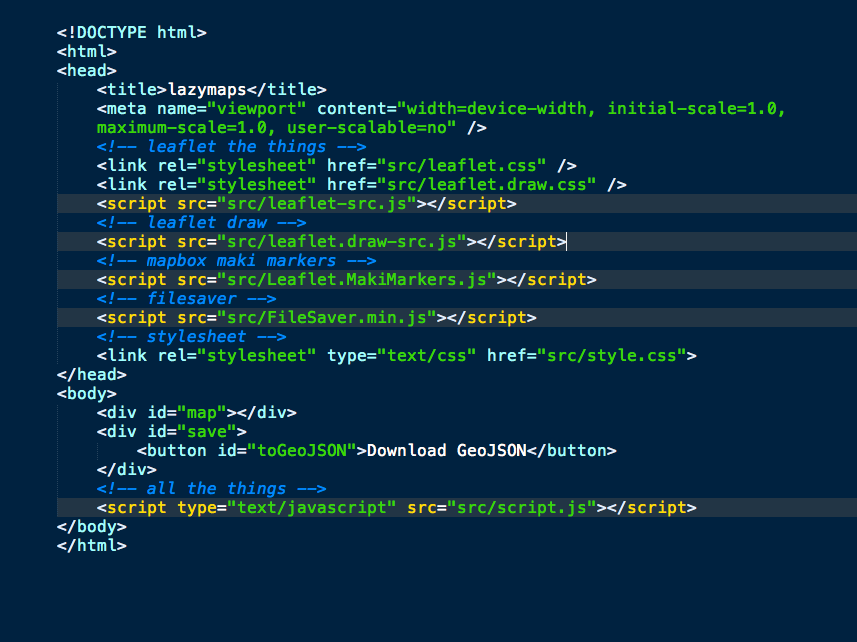 <!DOCTYPE html>
<html>
<head>
    <title>lazymaps</title>
    <meta name="viewport" content="width=device-width, initial-scale=1.0,
    maximum-scale=1.0, user-scalable=no" />
    <!-- leaflet the things -->
    <link rel="stylesheet" href="src/leaflet.css" />
    <link rel="stylesheet" href="src/leaflet.draw.css" />
    <script src="src/leaflet-src.js"></script>
    <!-- leaflet draw -->
    <script src="src/leaflet.draw-src.js"></script>
    <!-- mapbox maki markers -->
    <script src="src/Leaflet.MakiMarkers.js"></script>
    <!-- filesaver -->
    <script src="src/FileSaver.min.js"></script>
    <!-- stylesheet -->
    <link rel="stylesheet" type="text/css" href="src/style.css">
</head>
<body>
    <div id="map"></div>
    <div id="save">
        <button id="toGeoJSON">Download GeoJSON</button>
    </div>
    <!-- all the things -->
    <script type="text/javascript" src="src/script.js"></script>
</body>
</html>